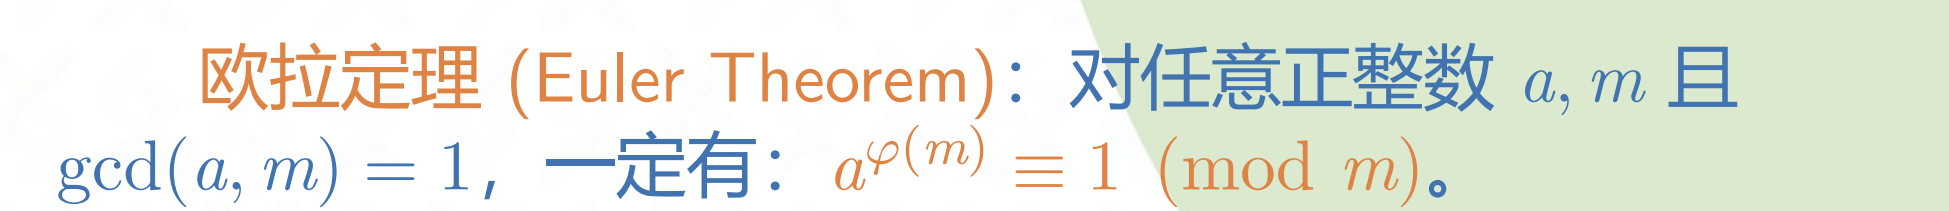 欧拉定理 (Euler Theorem)：对任意正整数 a, m 且
gcd(a, m) = 1，一定有：a^{φ(m)} ≡ 1 (mod m)。